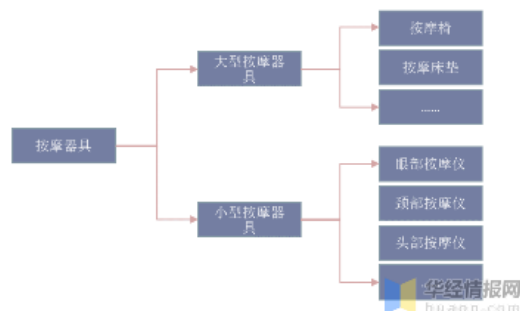 按摩椅
大型按摩器
具
按摩床垫
......
按摩器具
眼部按摩仪
颈部按摩仪
小型按摩器
具
头部按摩仪
华经情报网
huaon.com